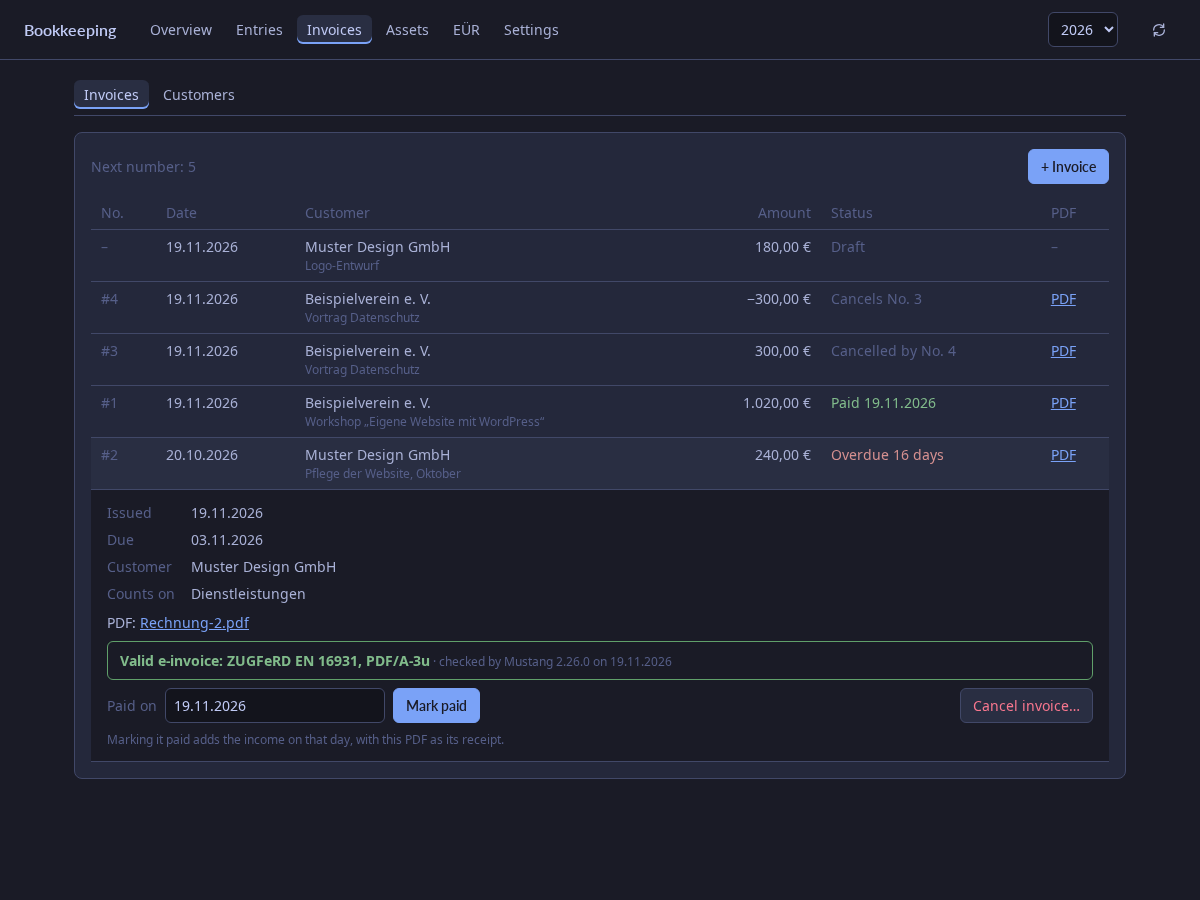 Bookkeeping Overview Entries Invoices Assets EÜR Settings 2026
Invoices Customers
Next number: 5 + Invoice
No. Date Customer Amount Status PDF
– 19.11.2026 Muster Design GmbH 180,00 € Draft –
Logo-Entwurf
#4 19.11.2026 Beispielverein e. V. −300,00 € Cancels No. 3 PDF
Vortrag Datenschutz
#3 19.11.2026 Beispielverein e. V. 300,00 € Cancelled by No. 4 PDF
Vortrag Datenschutz
#1 19.11.2026 Beispielverein e. V. 1.020,00 € Paid 19.11.2026 PDF
Workshop „Eigene Website mit WordPress“
#2 20.10.2026 Muster Design GmbH 240,00 € Overdue 16 days PDF
Pflege der Website, Oktober
Issued 19.11.2026
Due 03.11.2026
Customer Muster Design GmbH
Counts on Dienstleistungen
PDF: Rechnung-2.pdf
Valid e-invoice: ZUGFeRD EN 16931, PDF/A-3u · checked by Mustang 2.26.0 on 19.11.2026
Paid on 19.11.2026 Mark paid Cancel invoice…
Marking it paid adds the income on that day, with this PDF as its receipt.